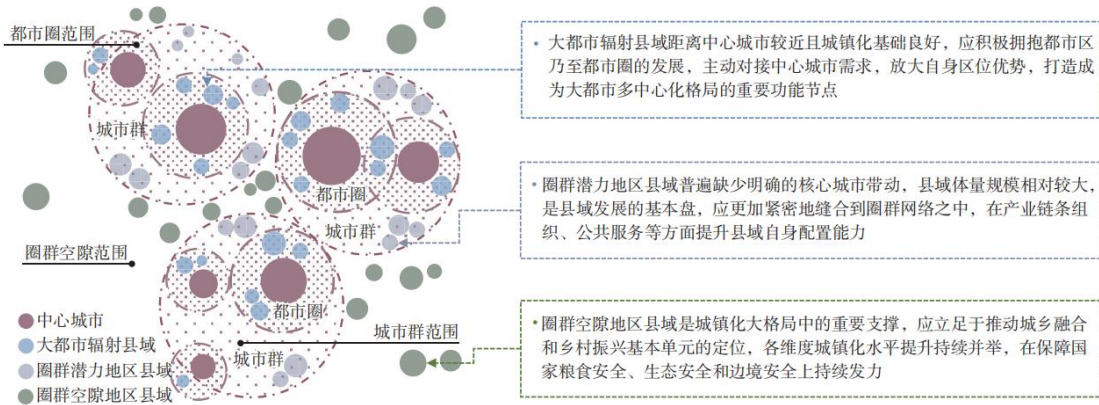 都市圈范围
城市群
都市圈
城市群
圈群空隙范围
都市圈
城市群范围
城市群
中心城市
大都市辐射县域
圈群潜力地区县域
圈群空隙地区县域
• 大都市辐射县域距离中心城市较近且城镇化基础良好，应积极拥抱都市区
乃至都市圈的发展，主动对接中心城市需求，放大自身区位优势，打造成
为大都市多中心化格局的重要功能节点
• 圈群潜力地区县域普遍缺少明确的核心城市带动，县域体量规模相对较大，
是县域发展的基本盘，应更加紧密地缝合到圈群网络之中，在产业链条组
织、公共服务等方面提升县域自身配置能力
• 圈群空隙地区县域是城镇化大格局中的重要支撑，应立足于推动城乡融合
和乡村振兴基本单元的定位，各维度城镇化水平提升持续并举，在保障国
家粮食安全、生态安全和边境安全上持续发力